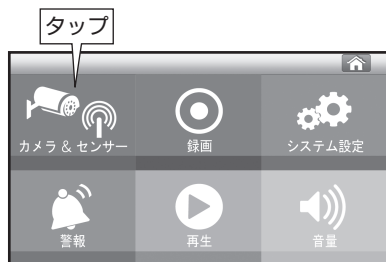 タップ
カメラ & センサー
録画
システム設定
警報
再生
音量